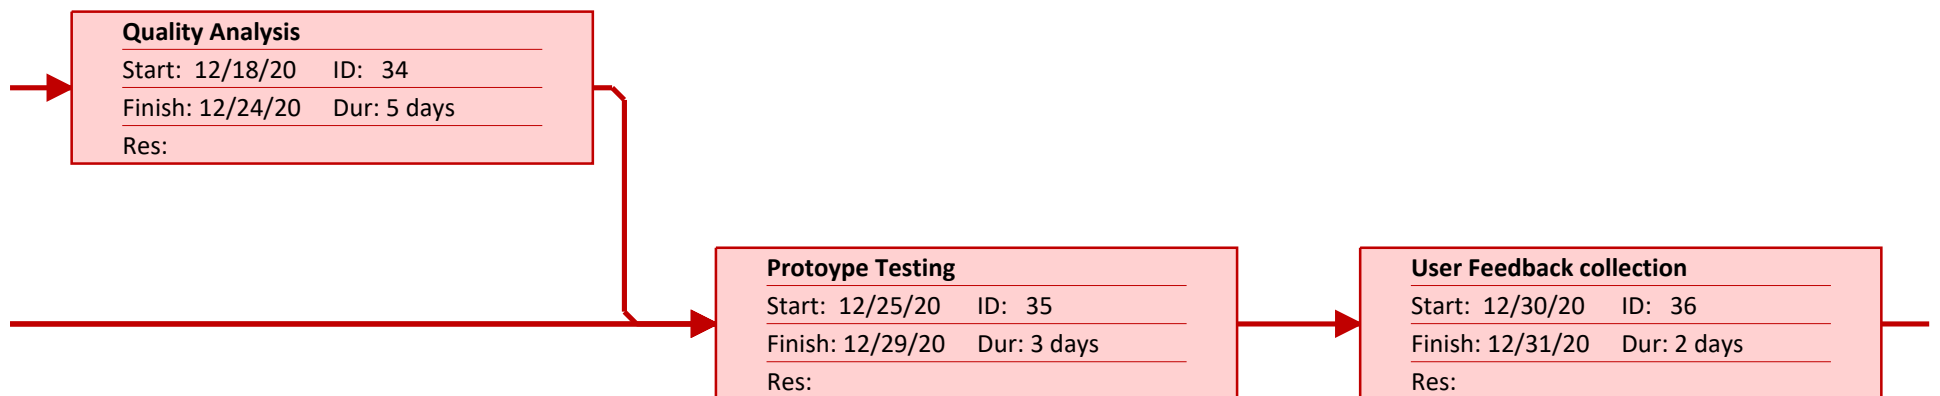 Quality Analysis
Start: 12/18/20 ID: 34
Finish: 12/24/20 Dur: 5 days
Res:
Protoype Testing
Start: 12/25/20 ID: 35
Finish: 12/29/20 Dur: 3 days
Res:
User Feedback collection
Start: 12/30/20 ID: 36
Finish: 12/31/20 Dur: 2 days
Res: